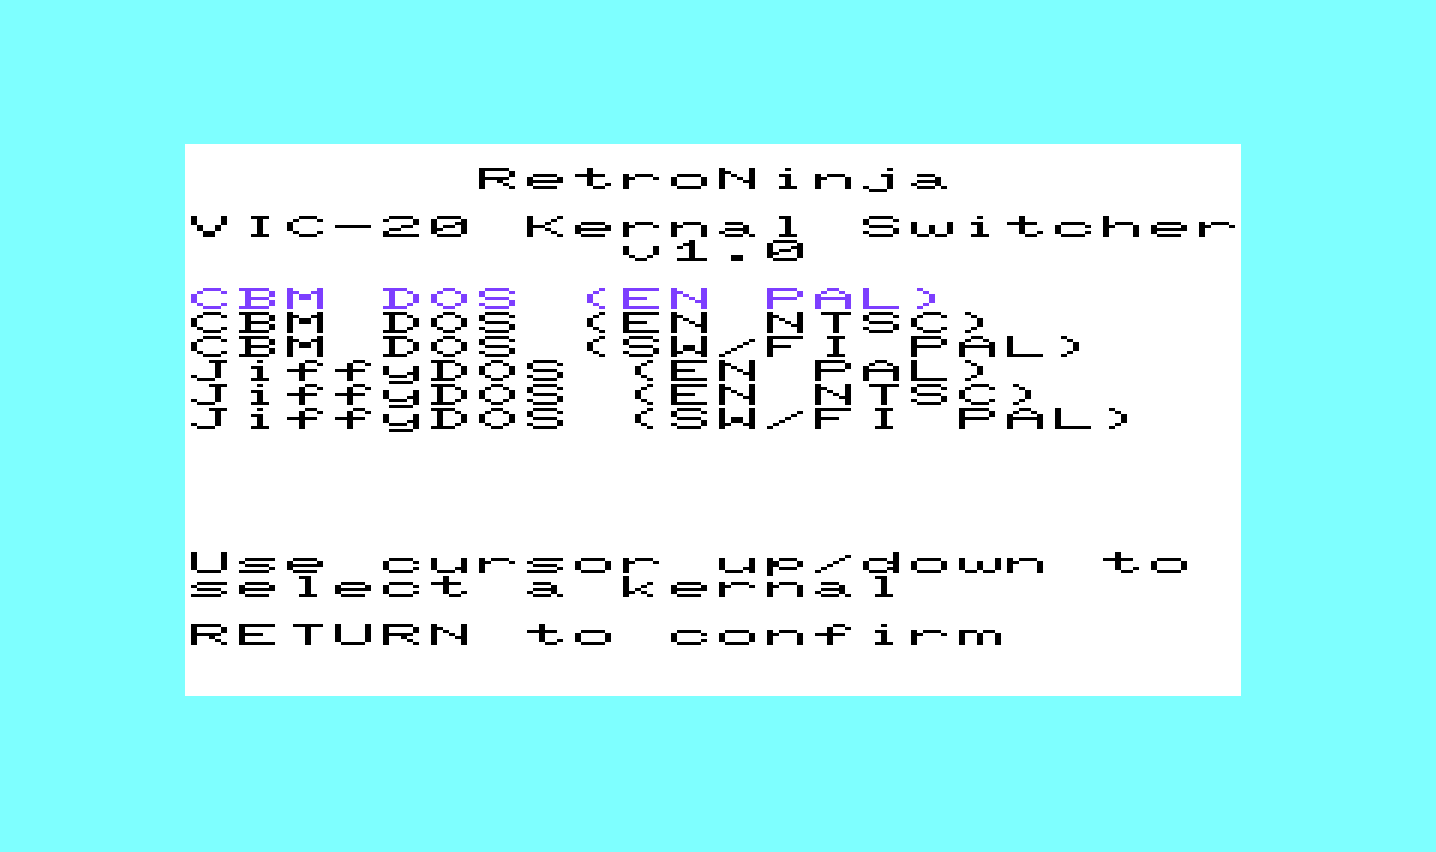 RetroNinja
VIC-20 Kernal Switcher
v1.0
CBM DOS (EN PAL)
CBM DOS (EN NTSC)
CBM DOS (SW/FI PAL)
JiffyDOS (EN PAL)
JiffyDOS (EN NTSC)
JiffyDOS (SW/FI PAL)
Use cursor up/down to
select a kernal
RETURN to confirm